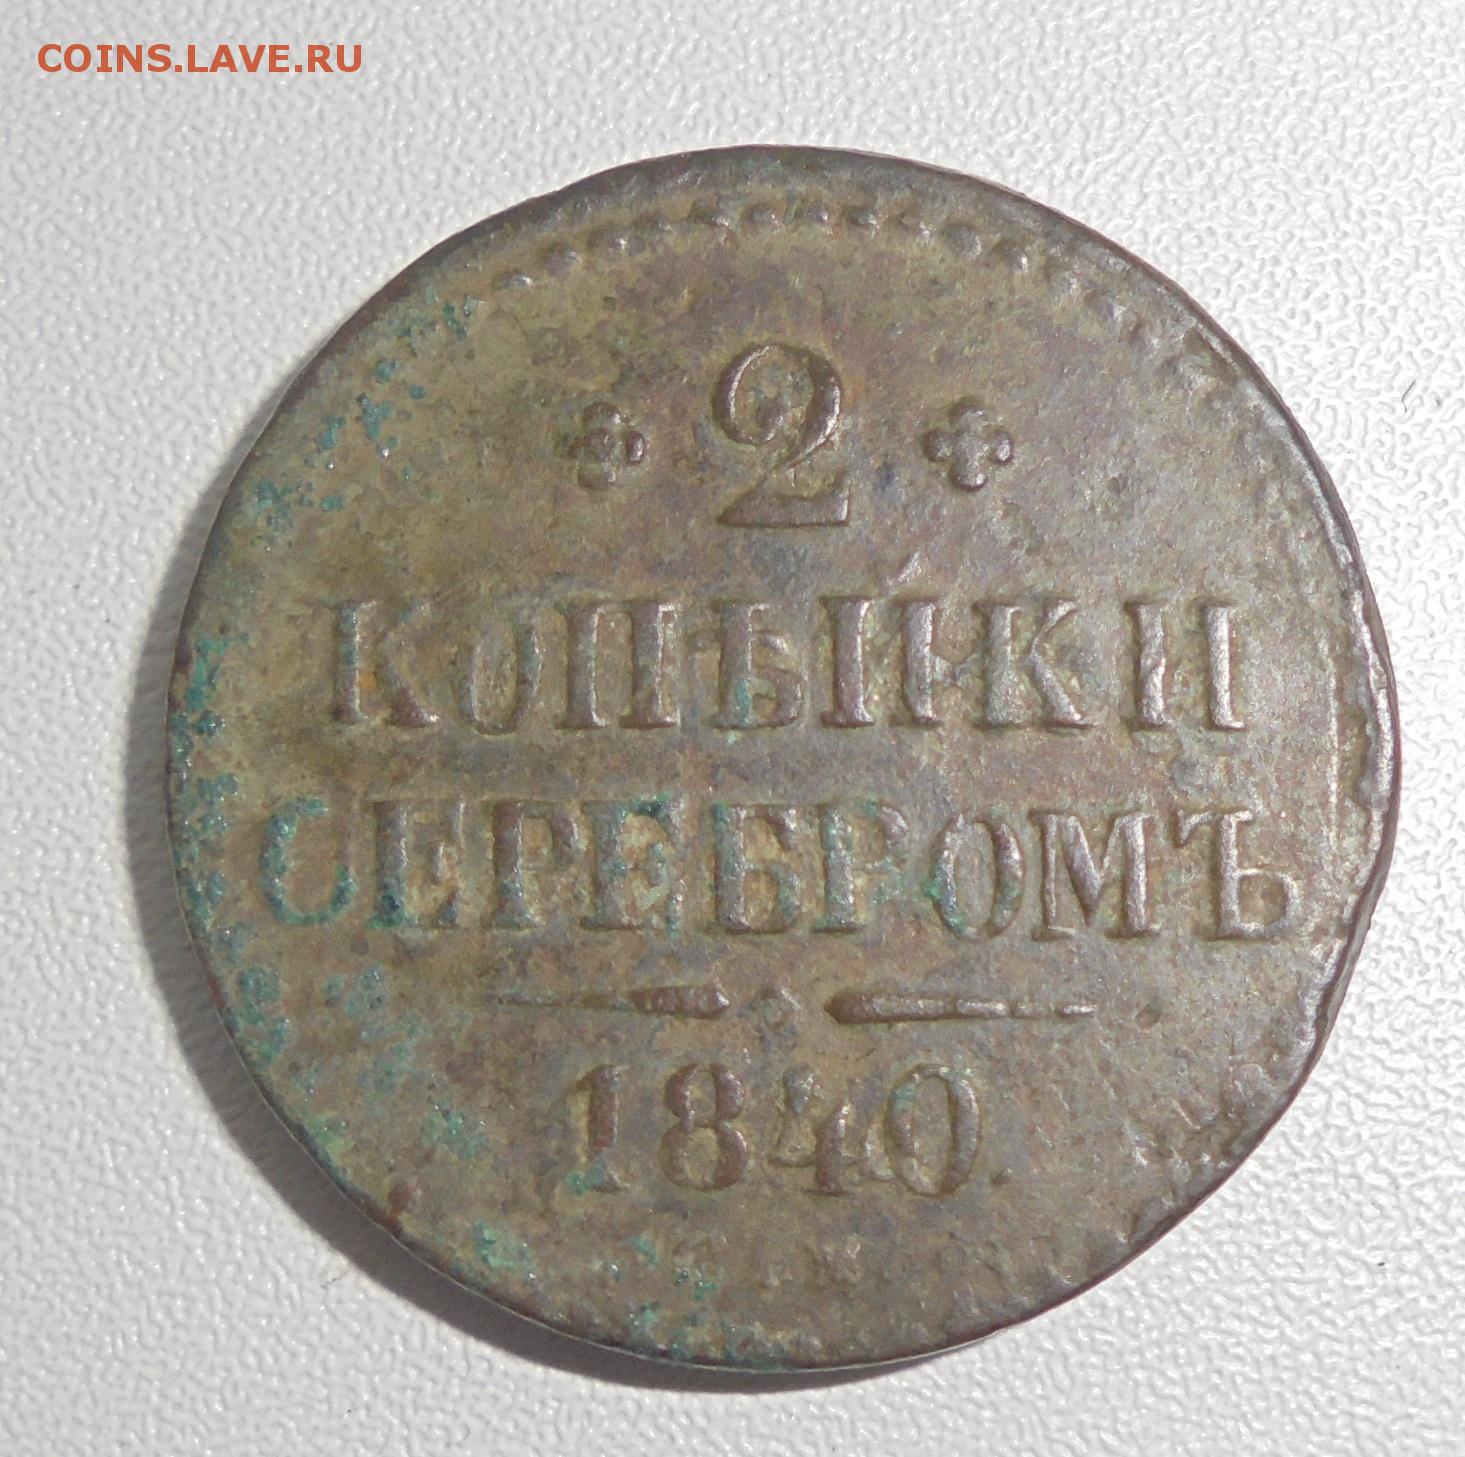 COINS.LAVE.RU
2
КОПѢЙКИ
СЕРЕБРОМЪ
1840.